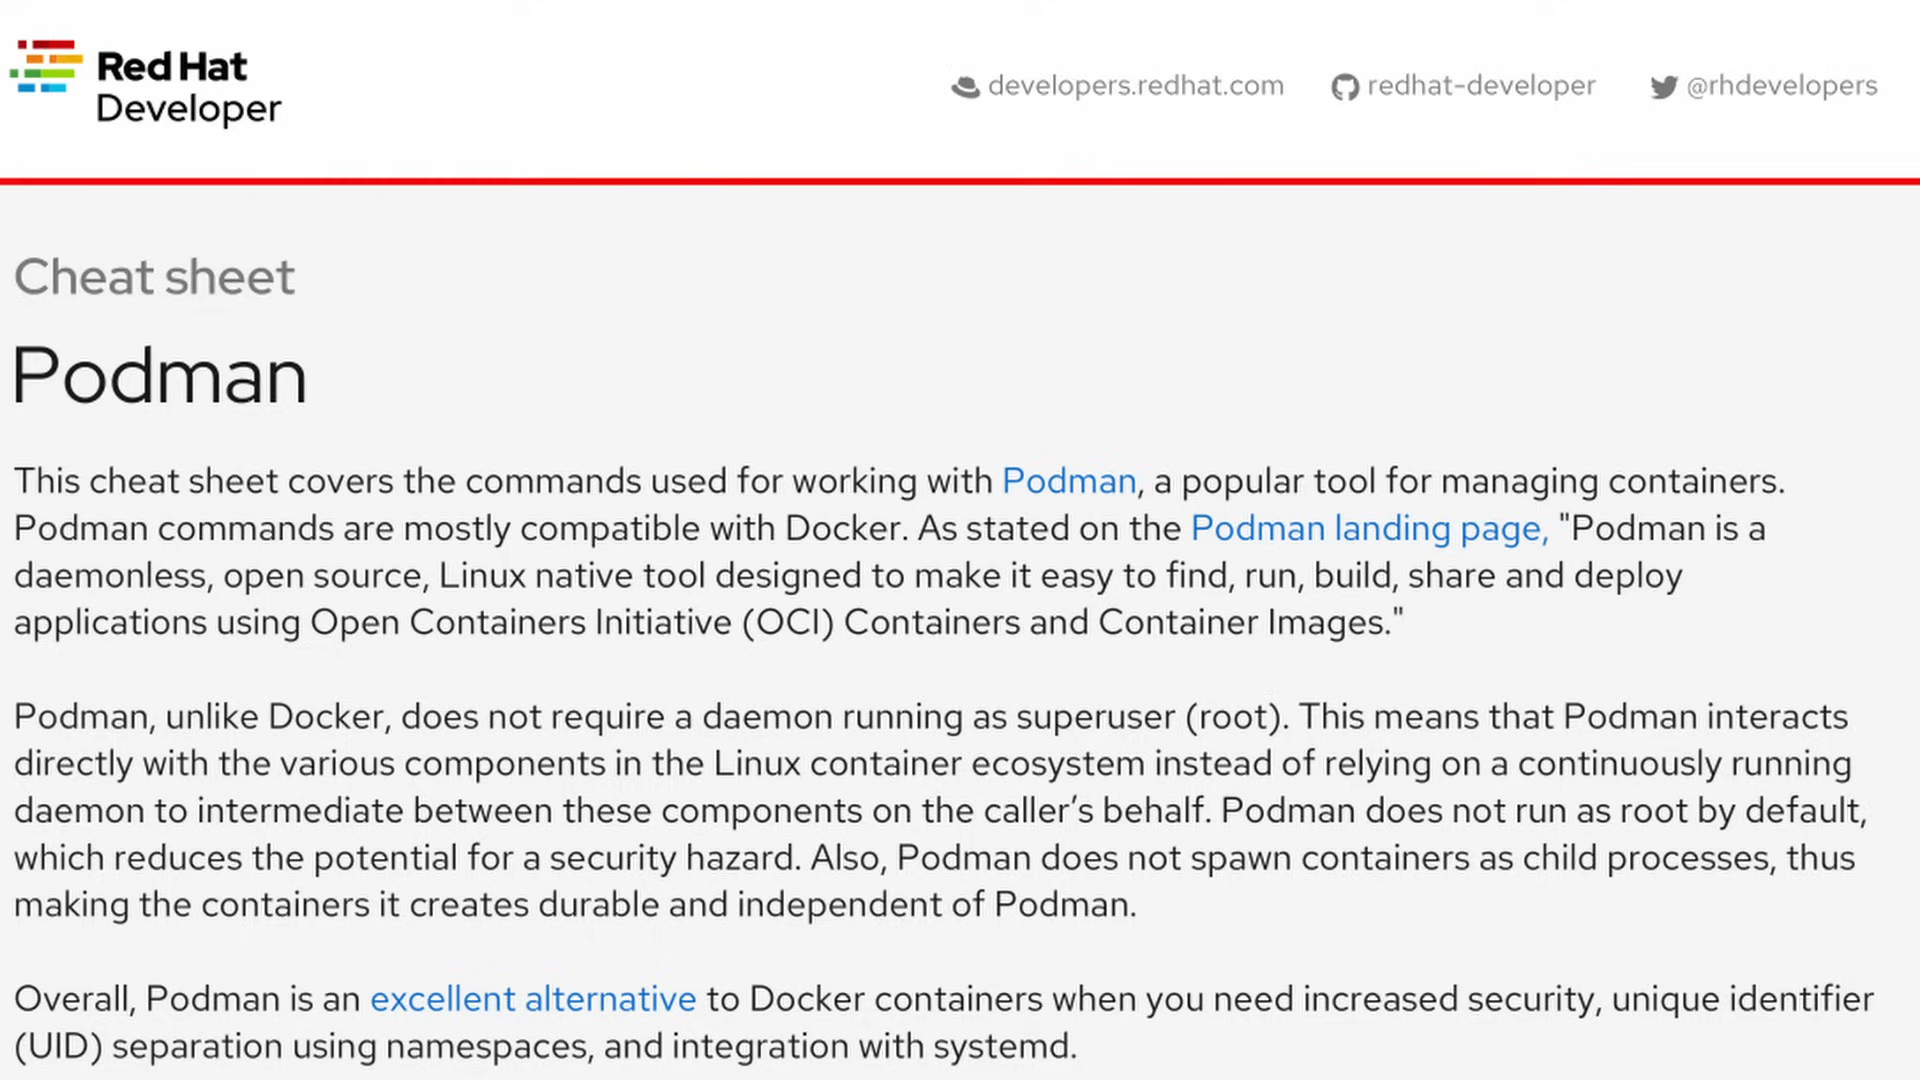 Red Hat
Developer
developers.redhat.com redhat-developer @rhdevelopers
Cheat sheet
Podman
This cheat sheet covers the commands used for working with Podman, a popular tool for managing containers.
Podman commands are mostly compatible with Docker. As stated on the Podman landing page, "Podman is a
daemonless, open source, Linux native tool designed to make it easy to find, run, build, share and deploy
applications using Open Containers Initiative (OCI) Containers and Container Images."
Podman, unlike Docker, does not require a daemon running as superuser (root). This means that Podman interacts
directly with the various components in the Linux container ecosystem instead of relying on a continuously running
daemon to intermediate between these components on the caller’s behalf. Podman does not run as root by default,
which reduces the potential for a security hazard. Also, Podman does not spawn containers as child processes, thus
making the containers it creates durable and independent of Podman.
Overall, Podman is an excellent alternative to Docker containers when you need increased security, unique identifier
(UID) separation using namespaces, and integration with systemd.